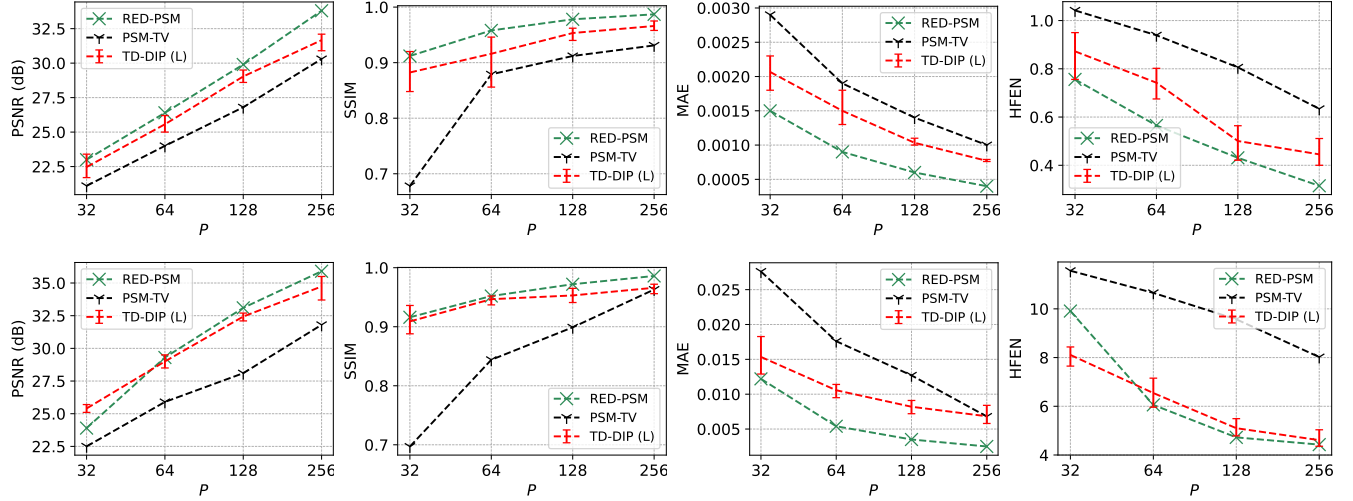 PSNR (dB)
32.5
30.0
27.5
25.0
22.5
32 64 128 256
P
RED-PSM
PSM-TV
TD-DIP (L)
SSIM
1.0
0.9
0.8
0.7
32 64 128 256
P
RED-PSM
PSM-TV
TD-DIP (L)
MAE
0.0030
0.0025
0.0020
0.0015
0.0010
0.0005
32 64 128 256
P
RED-PSM
PSM-TV
TD-DIP (L)
HFEN
1.0
0.8
0.6
0.4
32 64 128 256
P
RED-PSM
PSM-TV
TD-DIP (L)
PSNR (dB)
35.0
32.5
30.0
27.5
25.0
22.5
32 64 128 256
P
RED-PSM
PSM-TV
TD-DIP (L)
SSIM
1.0
0.9
0.8
0.7
32 64 128 256
P
RED-PSM
PSM-TV
TD-DIP (L)
MAE
0.025
0.020
0.015
0.010
0.005
32 64 128 256
P
RED-PSM
PSM-TV
TD-DIP (L)
HFEN
10
8
6
4
32 64 128 256
P
RED-PSM
PSM-TV
TD-DIP (L)